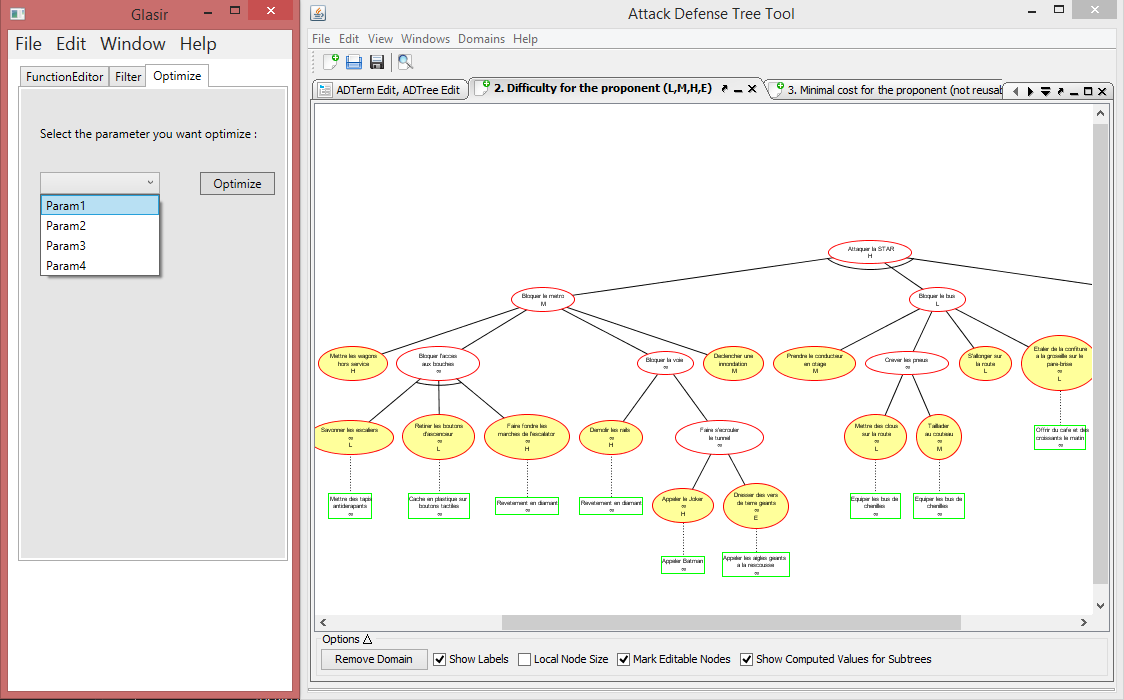 Glasir
File Edit Window Help
FunctionEditor Filter Optimize
Select the parameter you want optimize :
Optimize
Param1
Param2
Param3
Param4
Attack Defense Tree Tool
File Edit View Windows Domains Help
ADTerm Edit, ADTree Edit
2. Difficulty for the proponent (L,M,H,E)
3. Minimal cost for the proponent (not reusab
Attaquer la STAR
H
Bloquer le metro
M
Bloquer le bus
L
Mettre les wagons
hors service
H
Bloquer l'acces
aux bouches
∞
Bloquer la voie
∞
Declencher une
innondation
M
Prendre le conducteur
en otage
M
Crever les pneus
∞
S'allonger sur
la route
L
Etaler de la confiture
a la groseille sur le
pare-brise
∞
L
Savonner les escaliers
∞
L
Retirer les boutons
d'ascenceur
∞
L
Faire fondre les
marches de l'escalator
∞
H
Demolir les rails
∞
H
Faire s'ecrouler
le tunnel
∞
Mettre des clous
sur la route
∞
L
Taillader
au couteau
∞
M
Offrir du cafe et des
croissants le matin
∞
Mettre des tapis
antiderapants
∞
Cache en plastique sur
boutons tactiles
∞
Revetement en diamant
∞
Revetement en diamant
∞
Appeler le Joker
∞
H
Dresser des vers
de terre geants
∞
E
Equiper les bus de
chenilles
∞
Equiper les bus de
chenilles
∞
Appeler Batman
∞
Appeler les aigles geants
a la rescousse
∞
Options
Remove Domain Show Labels Local Node Size Mark Editable Nodes Show Computed Values for Subtrees